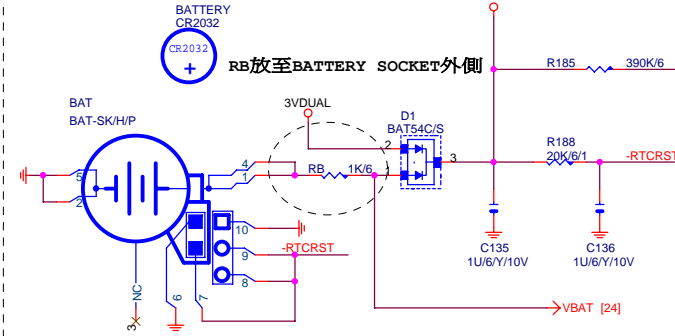 BATTERY
CR2032
CR2032
+
RB放至BATTERY SOCKET外側
R185
390K/6
BAT
BAT-SK/H/P
3VDUAL
D1
BAT54C/S
2
3
1
R188
20K/6/1
-RTCRST
4
1
RB
1K/6
5
2
10
-RTCRST
9
8
C135
1U/6/Y/10V
C136
1U/6/Y/10V
NC
3
6
7
VBAT [24]